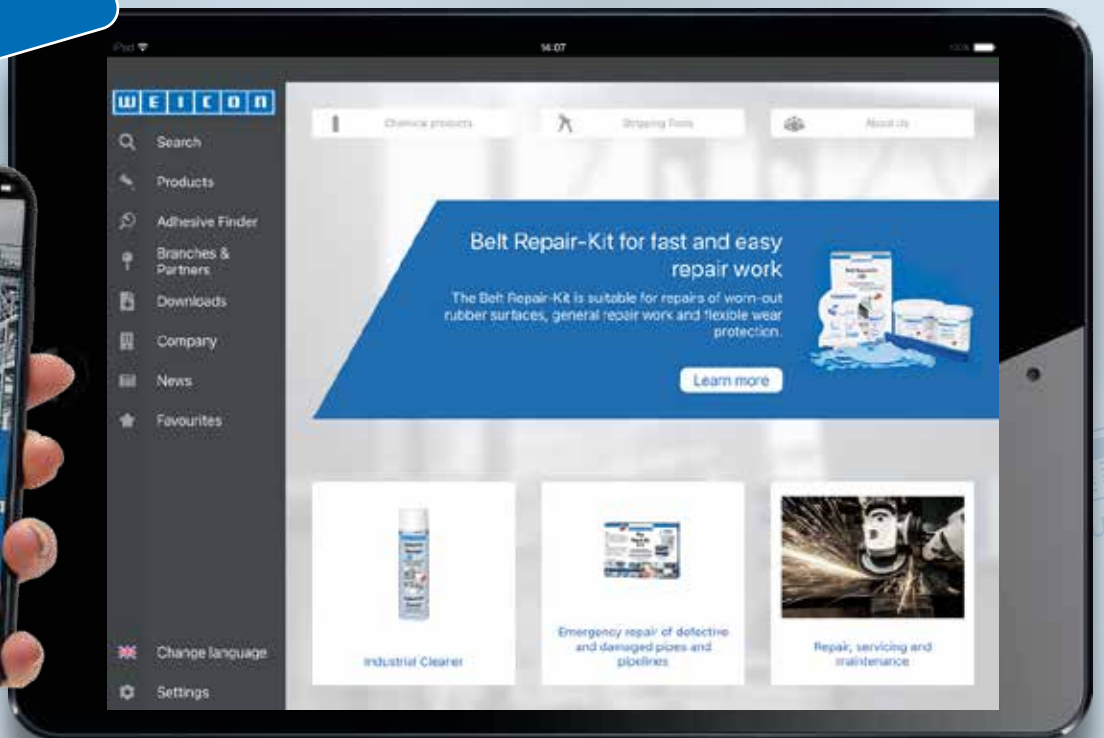 iPad
14:07
100%
WEICON
Search
Products
Adhesive Finder
Branches &
Partners
Downloads
Company
News
Favourites
Change language
Settings
Chemical products
Stripping Tools
About Us
Belt Repair-Kit for fast and easy
repair work
The Belt Repair-Kit is suitable for repairs of worn-out
rubber surfaces, general repair work and flexible wear
protection.
Learn more
Industrial Cleaner
Emergency repair of defective
and damaged pipes and
pipelines
Repair, servicing and
maintenance